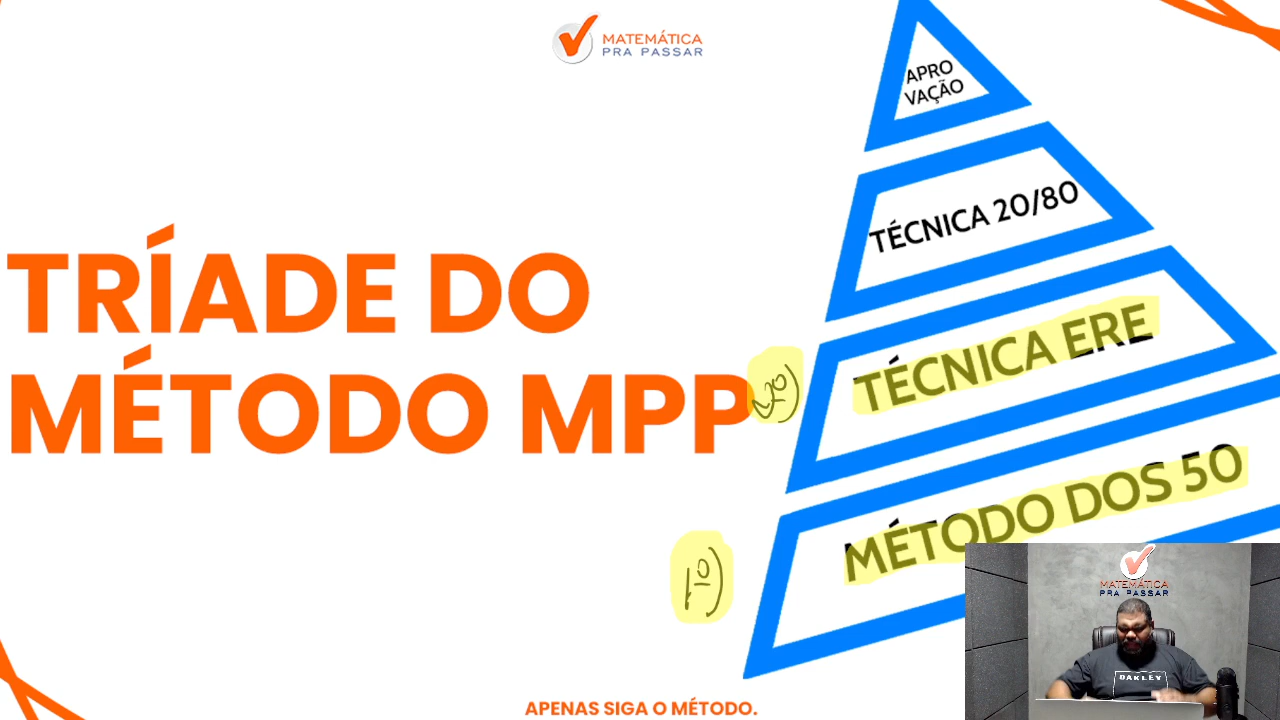 MATEMÁTICA
PRA PASSAR
APRO
VAÇÃO
TÉCNICA 20/80
TRÍADE DO
MÉTODO MPP
2º)
TÉCNICA ERE
1º)
MÉTODO DOS 50
MATEMÁTICA
PRA PASSAR
OAKLEY
APENAS SIGA O MÉTODO.